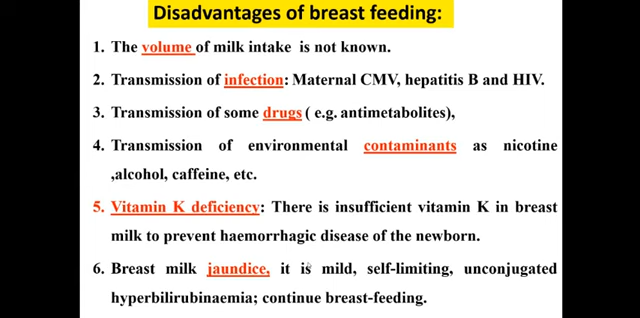 Disadvantages of breast feeding:
1. The volume of milk intake is not known.
2. Transmission of infection: Maternal CMV, hepatitis B and HIV.
3. Transmission of some drugs ( e.g. antimetabolites),
4. Transmission of environmental contaminants as nicotine
,alcohol, caffeine, etc.
5. Vitamin K deficiency: There is insufficient vitamin K in breast
milk to prevent haemorrhagic disease of the newborn.
6. Breast milk jaundice, it is mild, self-limiting, unconjugated
hyperbilirubinaemia; continue breast-feeding.